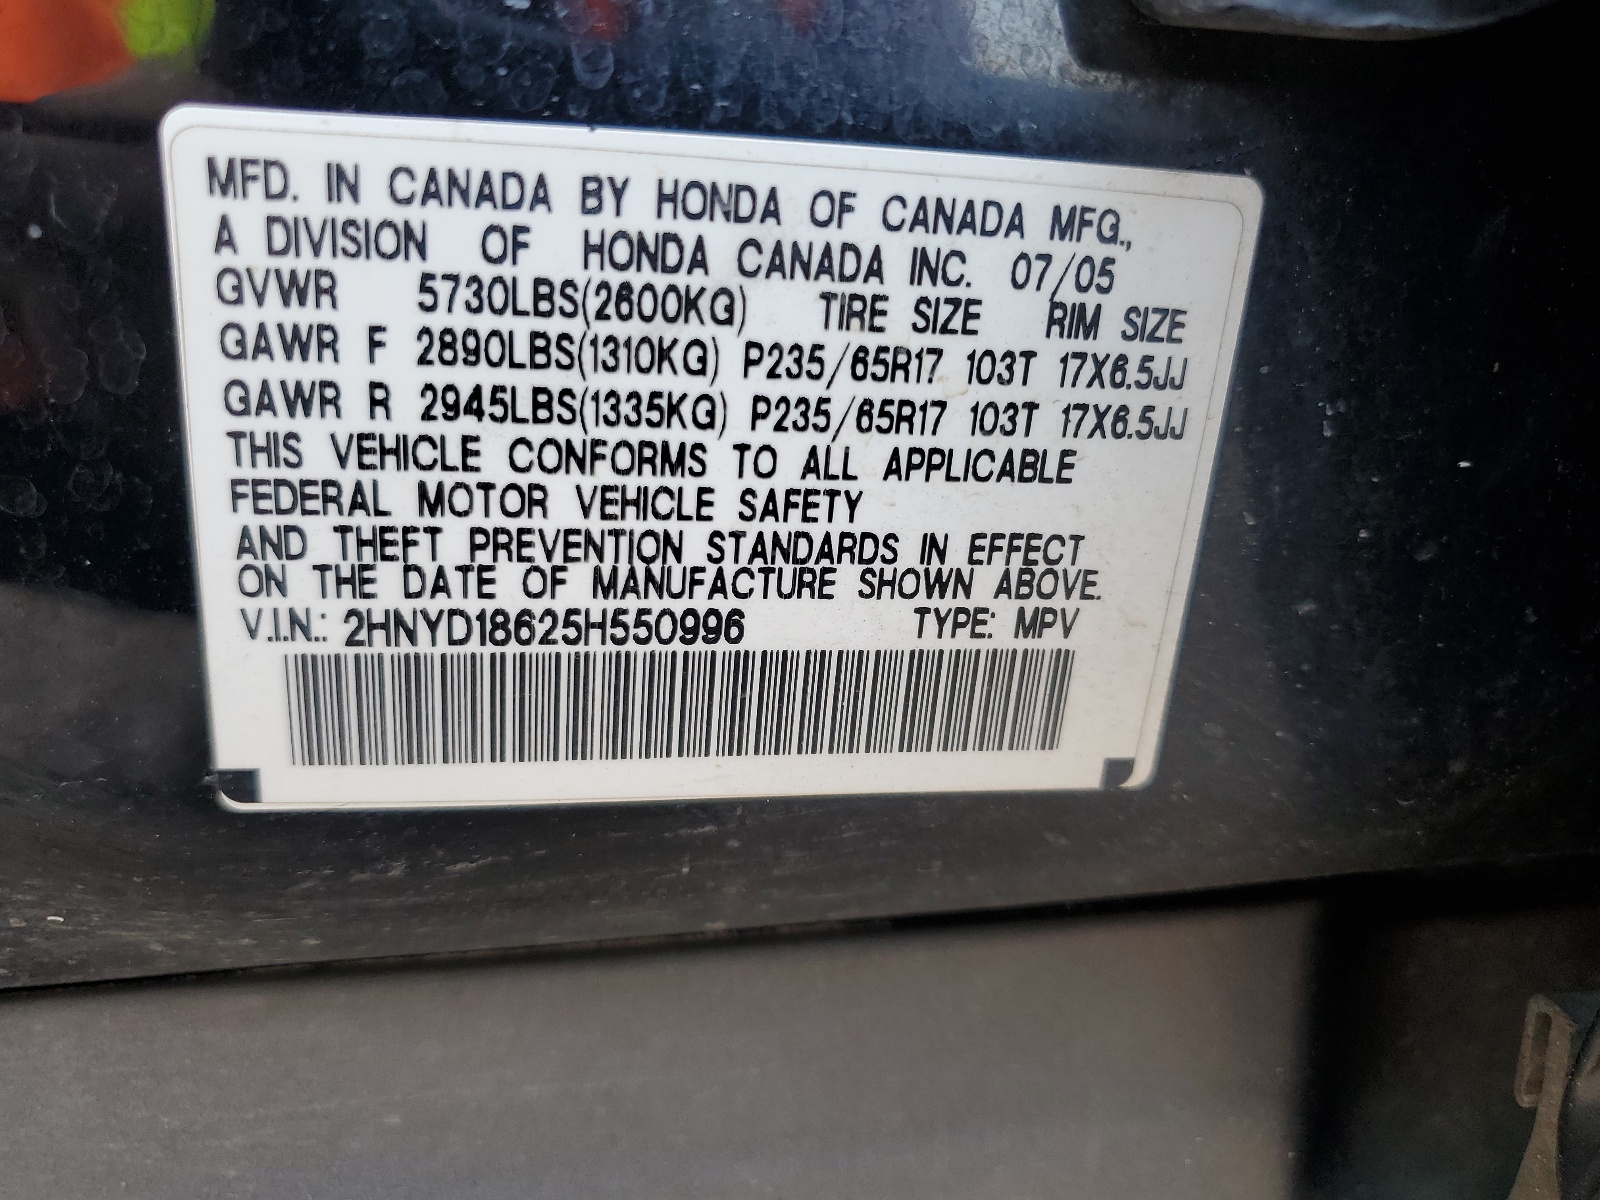 MFD. IN CANADA BY HONDA OF CANADA MFG.,
A DIVISION OF HONDA CANADA INC. 07/05
GVWR 5730LBS(2600KG) TIRE SIZE RIM SIZE
GAWR F 2890LBS(1310KG) P235/65R17 103T 17X6.5JJ
GAWR R 2945LBS(1335KG) P235/65R17 103T 17X6.5JJ
THIS VEHICLE CONFORMS TO ALL APPLICABLE
FEDERAL MOTOR VEHICLE SAFETY
AND THEFT PREVENTION STANDARDS IN EFFECT
ON THE DATE OF MANUFACTURE SHOWN ABOVE.
V.I.N.: 2HNYD18625H550996 TYPE: MPV